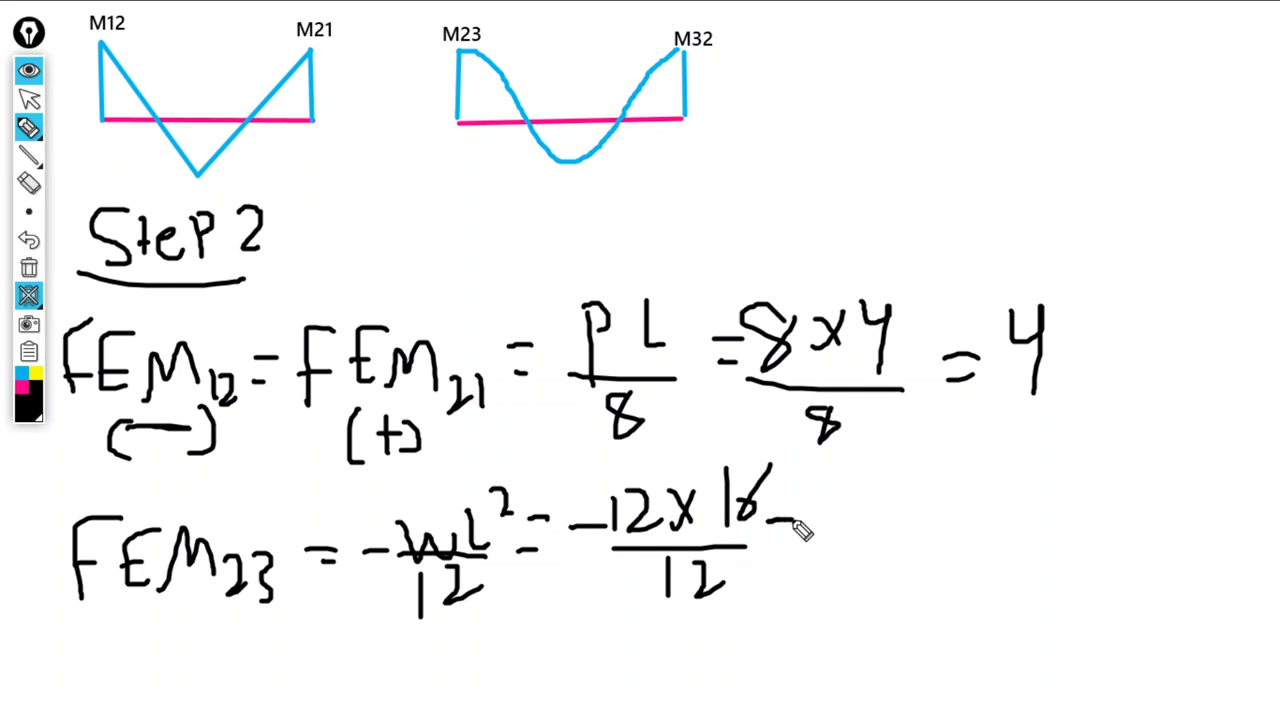 M12 M21 M23 M32
Step 2
FEM₁₂ = FEM₂₁ = PL/8 = 8x4/8 = 4
(-) (+)
FEM₂₃ = -WL²/12 = -12x16/12 -